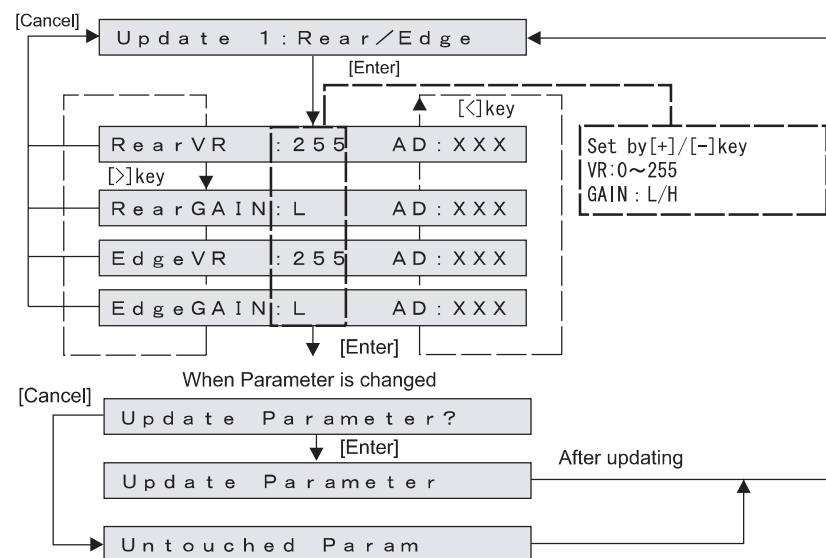 [Cancel]
Update 1:Rear／Edge
[Enter]
[<]key
RearVR :255 AD:XXX
[>]key
RearGAIN:L AD:XXX
EdgeVR :255 AD:XXX
EdgeGAIN:L AD:XXX
Set by[+]/[-]key
VR:0～255
GAIN:L/H
[Enter]
When Parameter is changed
[Cancel]
Update Parameter?
[Enter]
Update Parameter
After updating
Untouched Param